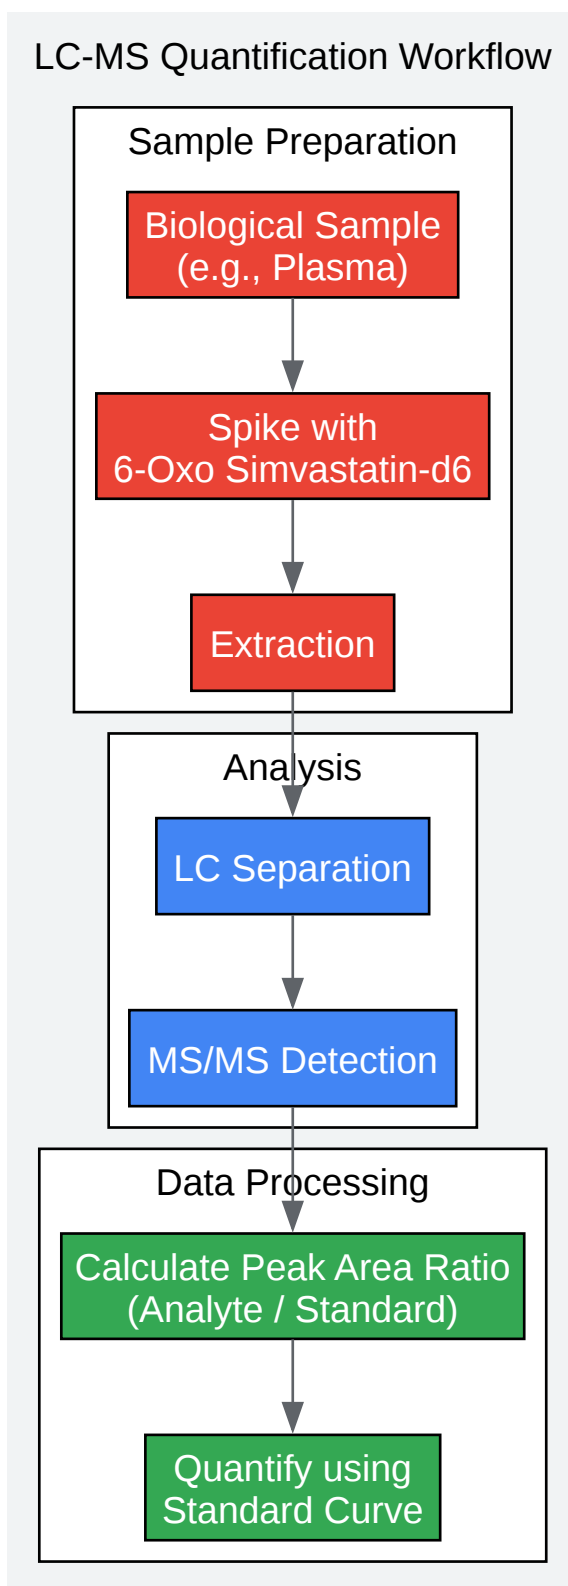 LC-MS Quantification Workflow
Sample Preparation
Biological Sample
(e.g., Plasma)
Spike with
6-Oxo Simvastatin-d6
Extraction
Analysis
LC Separation
MS/MS Detection
Data Processing
Calculate Peak Area Ratio
(Analyte / Standard)
Quantify using
Standard Curve